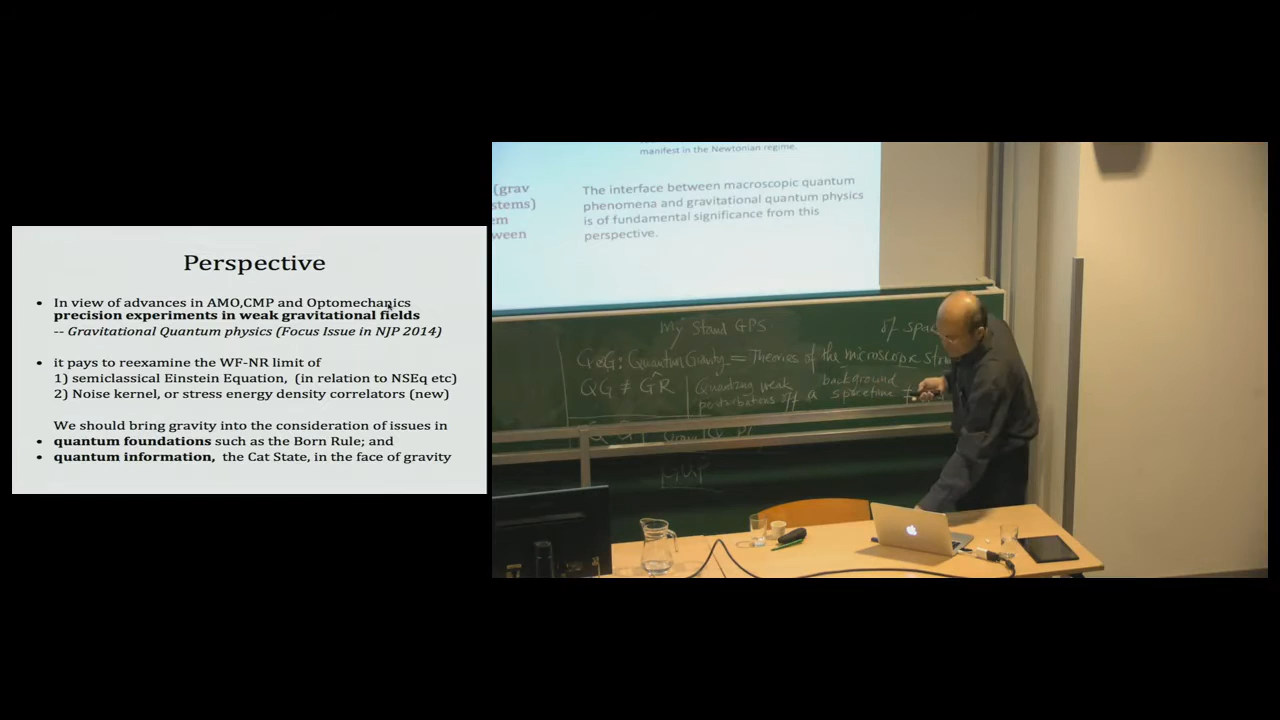 Perspective
• In view of advances in AMO,CMP and Optomechanics
precision experiments in weak gravitational fields
-- Gravitational Quantum physics (Focus Issue in NJP 2014)
• it pays to reexamine the WF-NR limit of
1) semiclassical Einstein Equation, (in relation to NSEq etc)
2) Noise kernel, or stress energy density correlators (new)
We should bring gravity into the consideration of issues in
• quantum foundations such as the Born Rule; and
• quantum information, the Cat State, in the face of gravity
manifest in the Newtonian regime.
(grav
stems)
em
ween
The interface between macroscopic quantum
phenomena and gravitational quantum physics
is of fundamental significance from this
perspective.
My Stand GPS
of spac
QG: Quantum Gravity = Theories of the microscopic Stru
QG ≠ GR
Quantizing weak
perturbations off a background spacetime